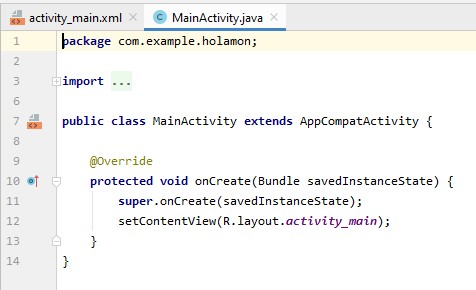 activity_main.xml × MainActivity.java ×
1 package com.example.holamon;
2
3 import ...
6
7 public class MainActivity extends AppCompatActivity {
8
9 @Override
10 protected void onCreate(Bundle savedInstanceState) {
11 super.onCreate(savedInstanceState);
12 setContentView(R.layout.activity_main);
13 }
14 }